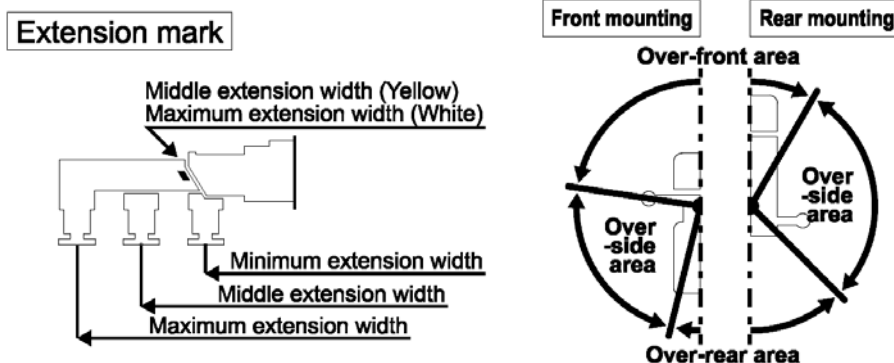 Extension mark
Middle extension width (Yellow)
Maximum extension width (White)
Minimum extension width
Middle extension width
Maximum extension width
Front mounting
Rear mounting
Over-front area
Over
-side
area
Over
-side
area
Over-rear area